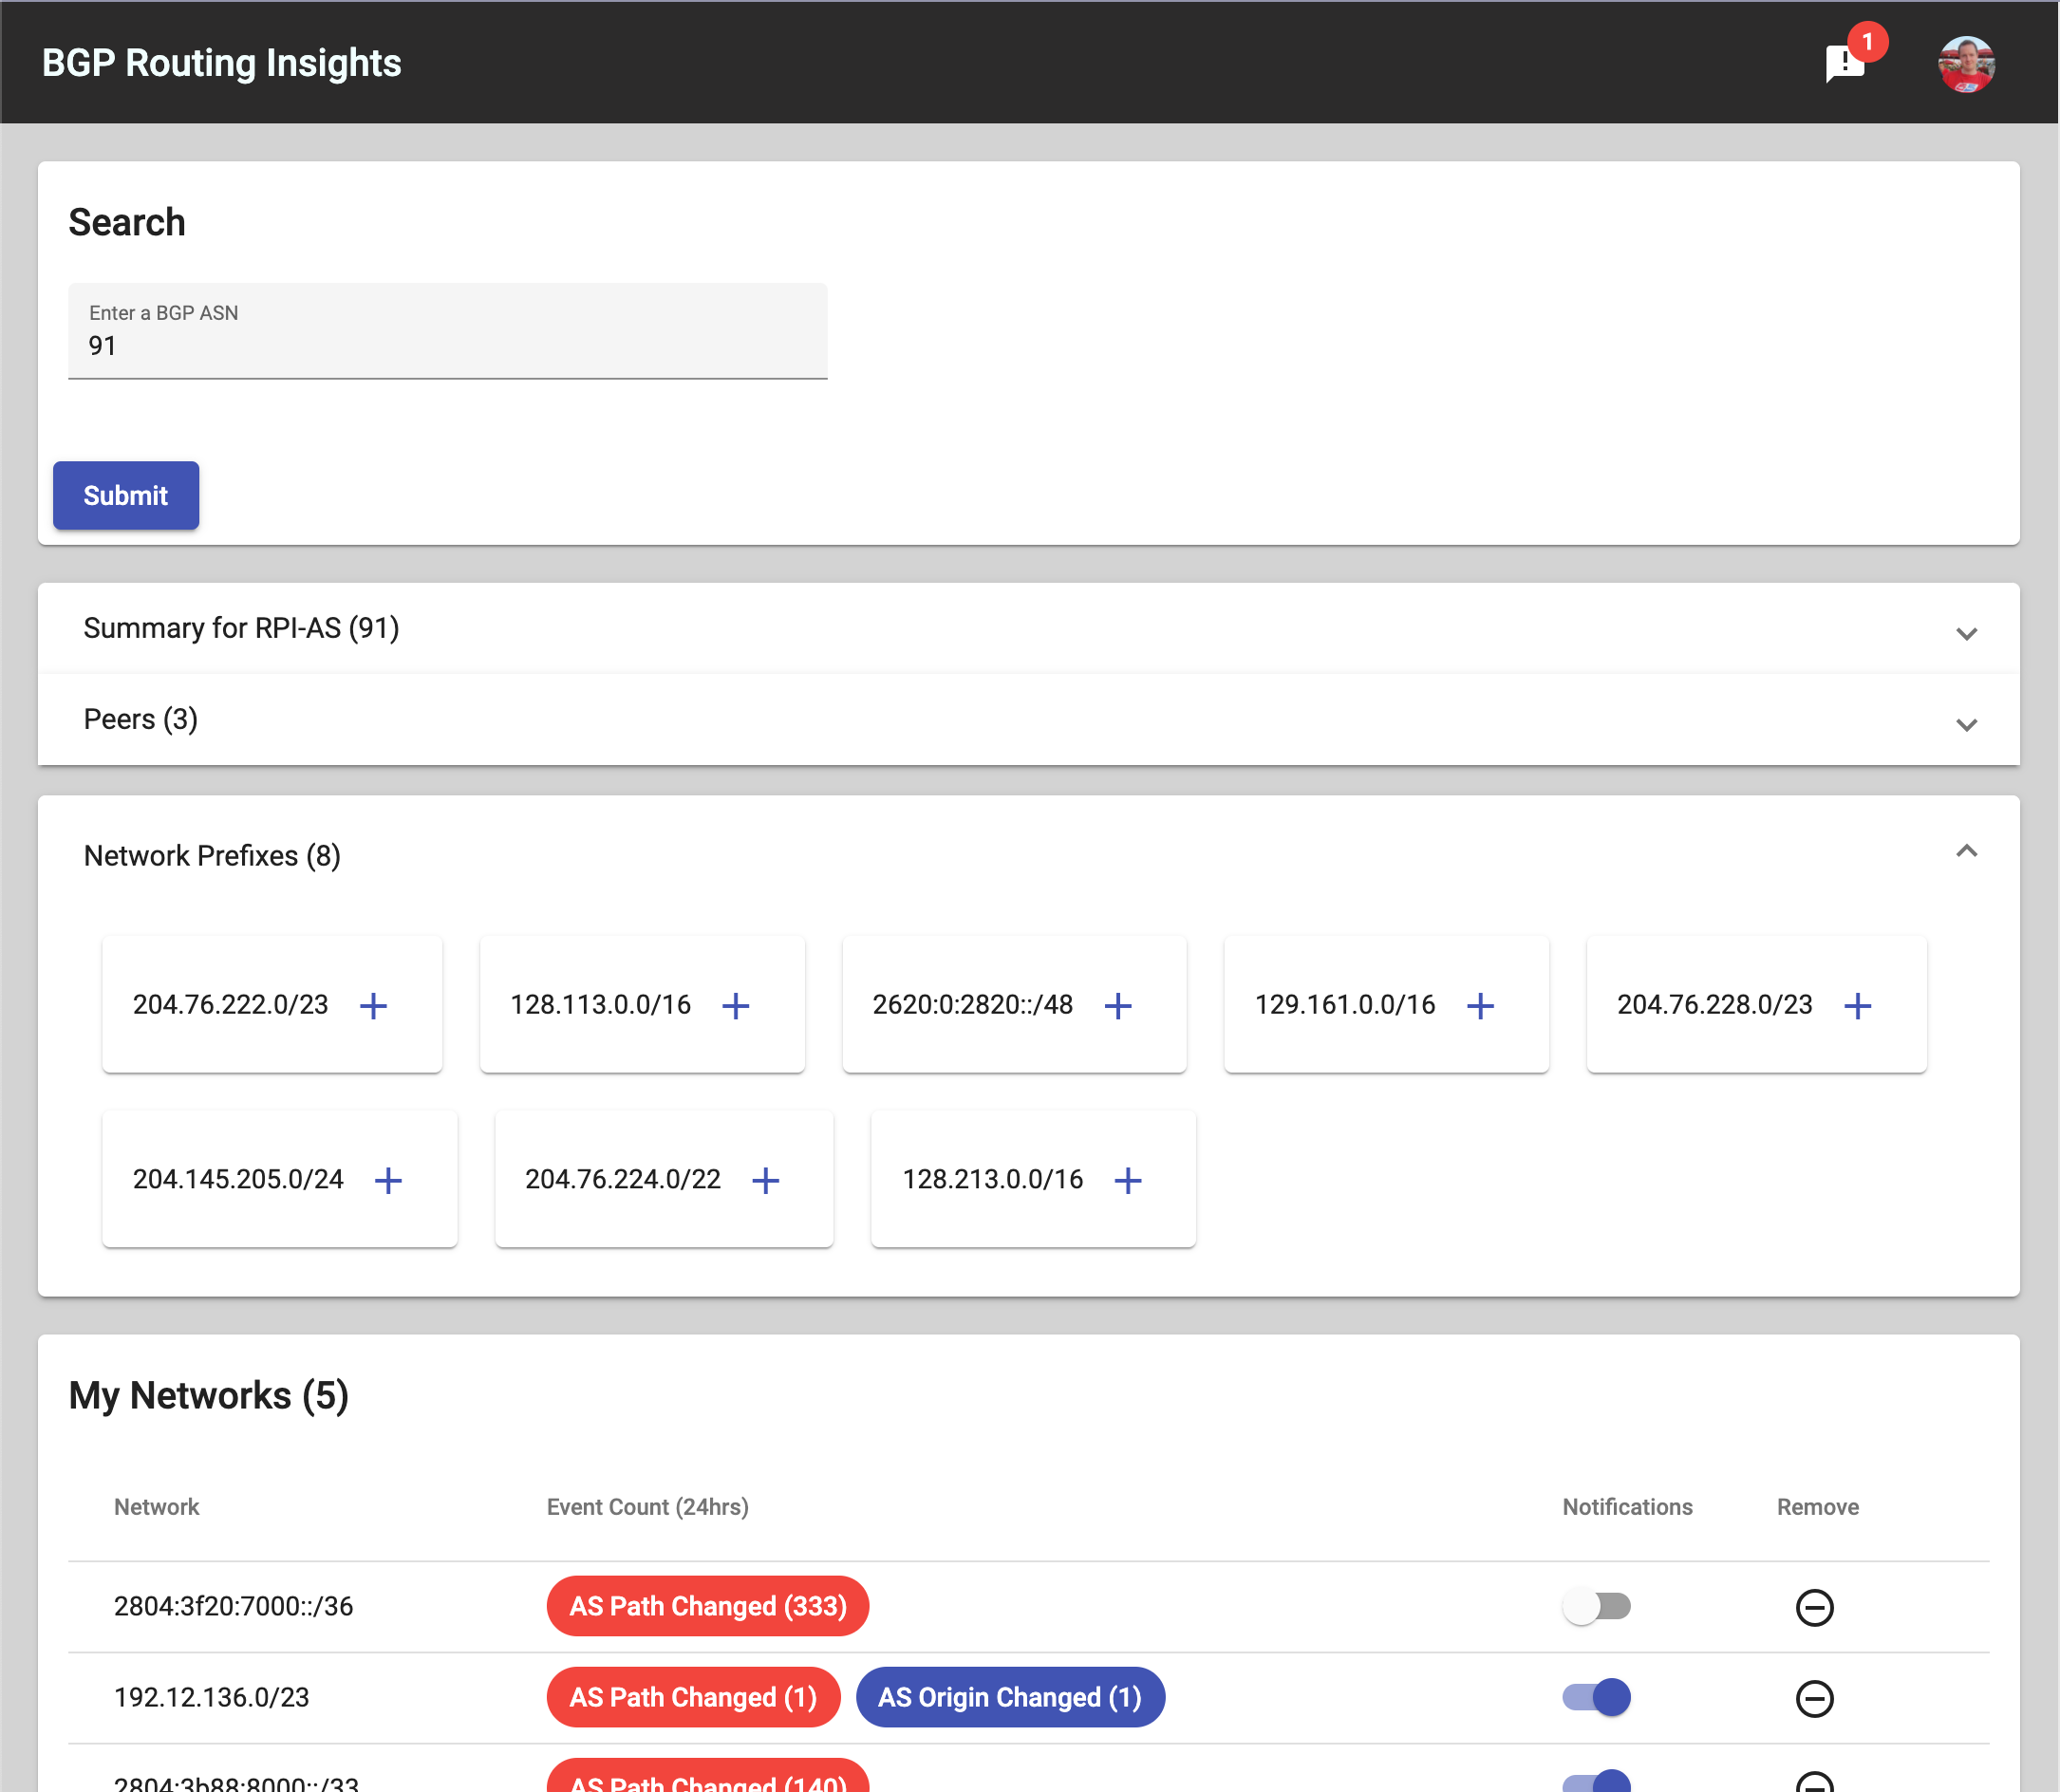 BGP Routing Insights
1
Search
Enter a BGP ASN
91
Submit
Summary for RPI-AS (91)
Peers (3)
Network Prefixes (8)
204.76.222.0/23 + 128.113.0.0/16 + 2620:0:2820::/48 + 129.161.0.0/16 + 204.76.228.0/23 +
204.145.205.0/24 + 204.76.224.0/22 + 128.213.0.0/16 +
My Networks (5)
Network Event Count (24hrs) Notifications Remove
2804:3f20:7000::/36 AS Path Changed (333)
192.12.136.0/23 AS Path Changed (1) AS Origin Changed (1)
2804:3b88:8000::/33 AS Path Changed (140)